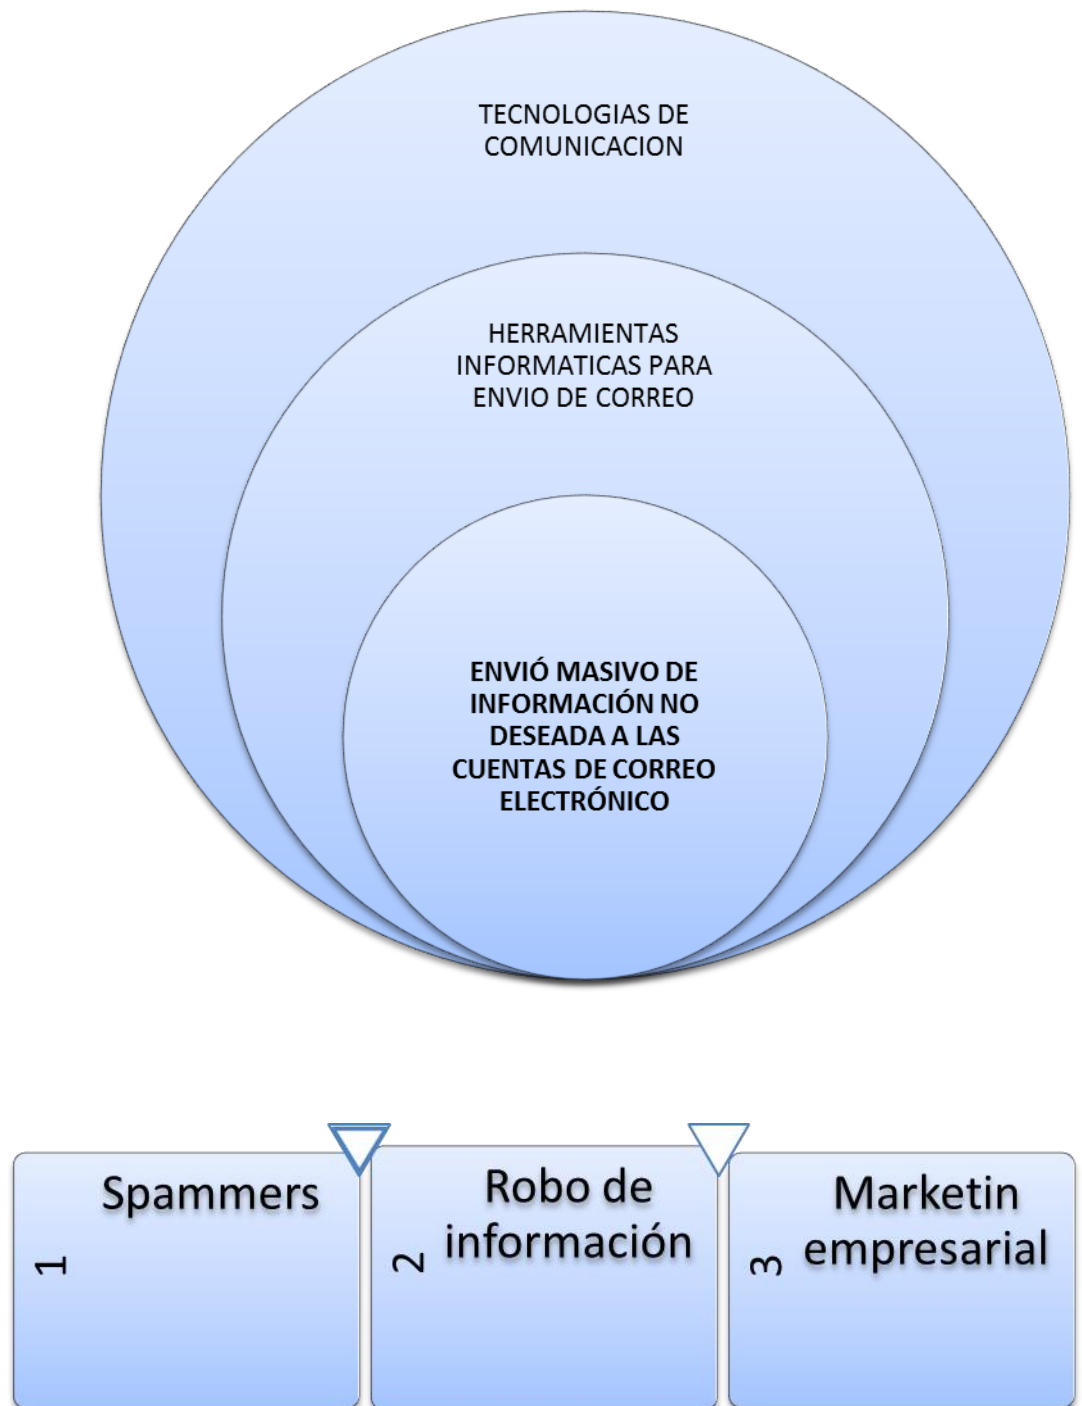 TECNOLOGIAS DE
COMUNICACION
HERRAMIENTAS
INFORMATICAS PARA
ENVIO DE CORREO
ENVIÓ MASIVO DE
INFORMACIÓN NO
DESEADA A LAS
CUENTAS DE CORREO
ELECTRÓNICO
1
Spammers
2
Robo de
información
3
Marketin
empresarial